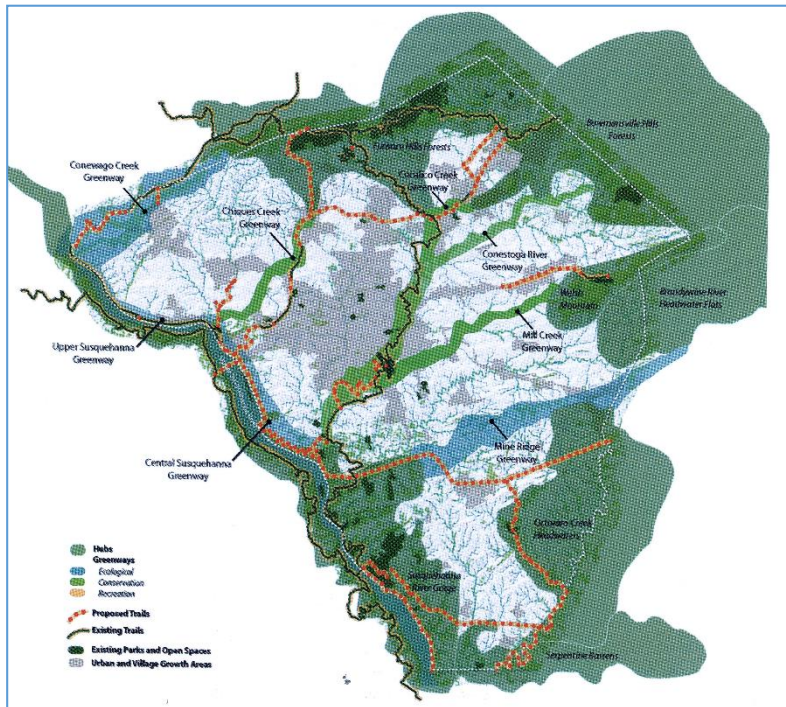 Bowmansville Hills
Forests
Furnace Hills Forests
Conewago Creek
Greenway
Cocalico Creek
Greenway
Chiques Creek
Greenway
Conestoga River
Greenway
Welsh
Mountain
Brandywine River
Headwater Flats
Mill Creek
Greenway
Upper Susquehanna
Greenway
Mine Ridge
Greenway
Central Susquehanna
Greenway
Octoraro Creek
Headwaters
Susquehanna
River Gorge
Serpentine Barrens
Hubs
Greenways
Ecological
Conservation
Recreation
Proposed Trails
Existing Trails
Existing Parks and Open Spaces
Urban and Village Growth Areas